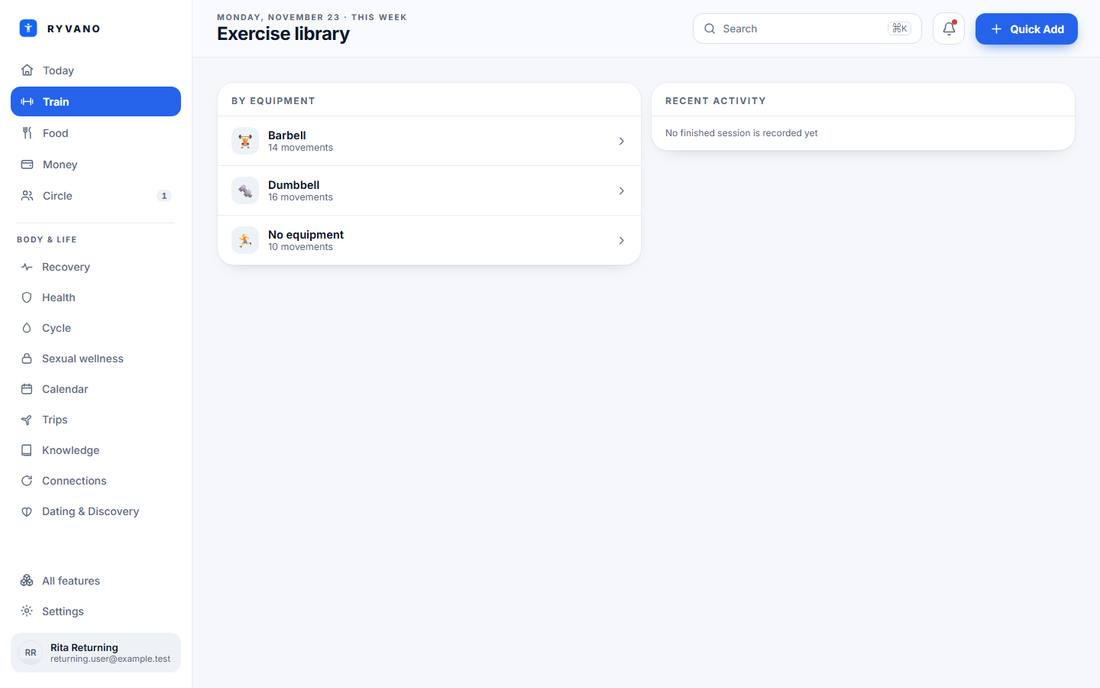 RYVANO
Today
Train
Food
Money
Circle
1
BODY & LIFE
Recovery
Health
Cycle
Sexual wellness
Calendar
Trips
Knowledge
Connections
Dating & Discovery
All features
Settings
RR
Rita Returning
returning.user@example.test
MONDAY, NOVEMBER 23 · THIS WEEK
Exercise library
Search
⌘K
Quick Add
BY EQUIPMENT
Barbell
14 movements
Dumbbell
16 movements
No equipment
10 movements
RECENT ACTIVITY
No finished session is recorded yet